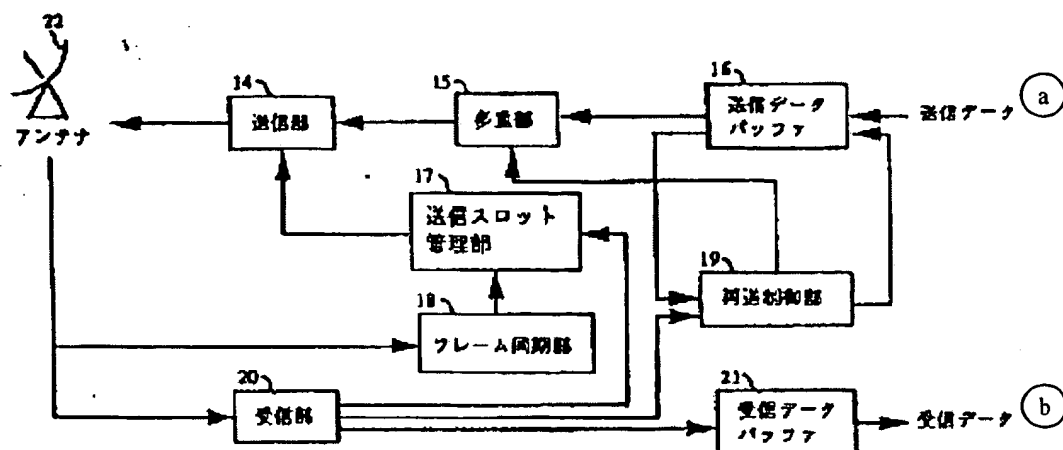 22
14
15
16
a
送信部
多重部
送信データ
バッファ
送信データ
アンテナ
17
送信スロット
管理部
19
再送制御部
18
フレーム同期部
20
受信部
21
受信データ
バッファ
受信データ
b